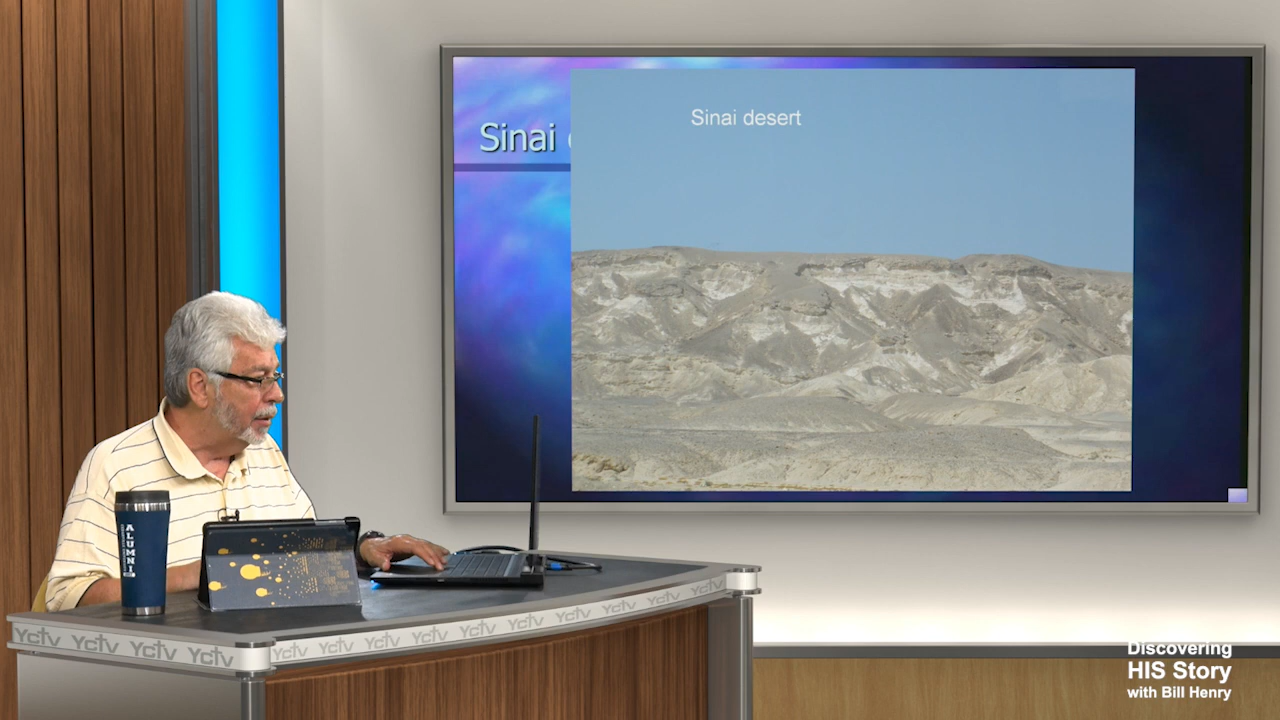 Sinai
Sinai desert
ALUMNI
Yctv Yctv Yctv Yctv Yctv Yctv Yctv Yctv Yctv Yctv Yctv Yctv Yctv
Discovering
HIS Story
with Bill Henry